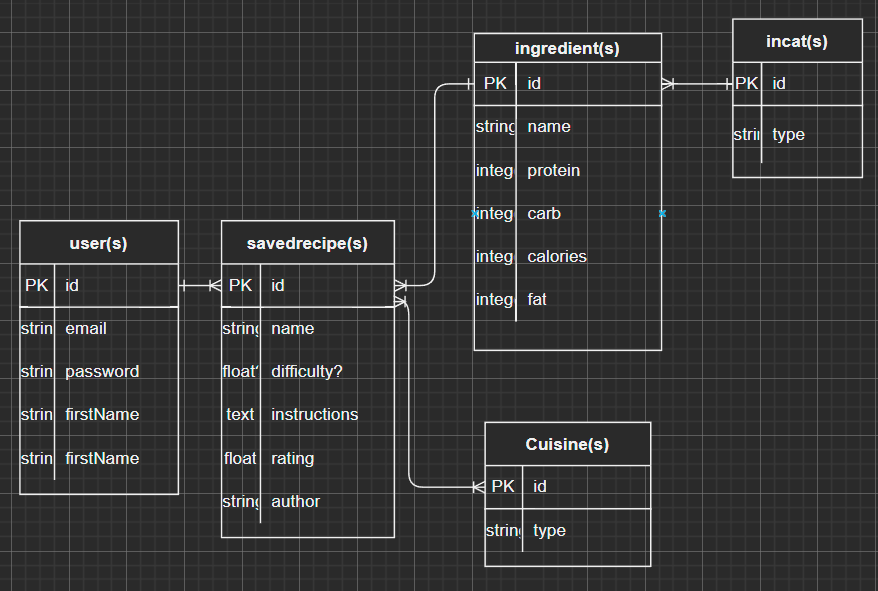 user(s)
PK id
strin email
strin password
strin firstName
strin firstName
savedrecipe(s)
PK id
string name
float? difficulty?
text instructions
float rating
string author
ingredient(s)
PK id
string name
integ protein
integ carb
integ calories
integ fat
incat(s)
PK id
strin type
Cuisine(s)
PK id
string type